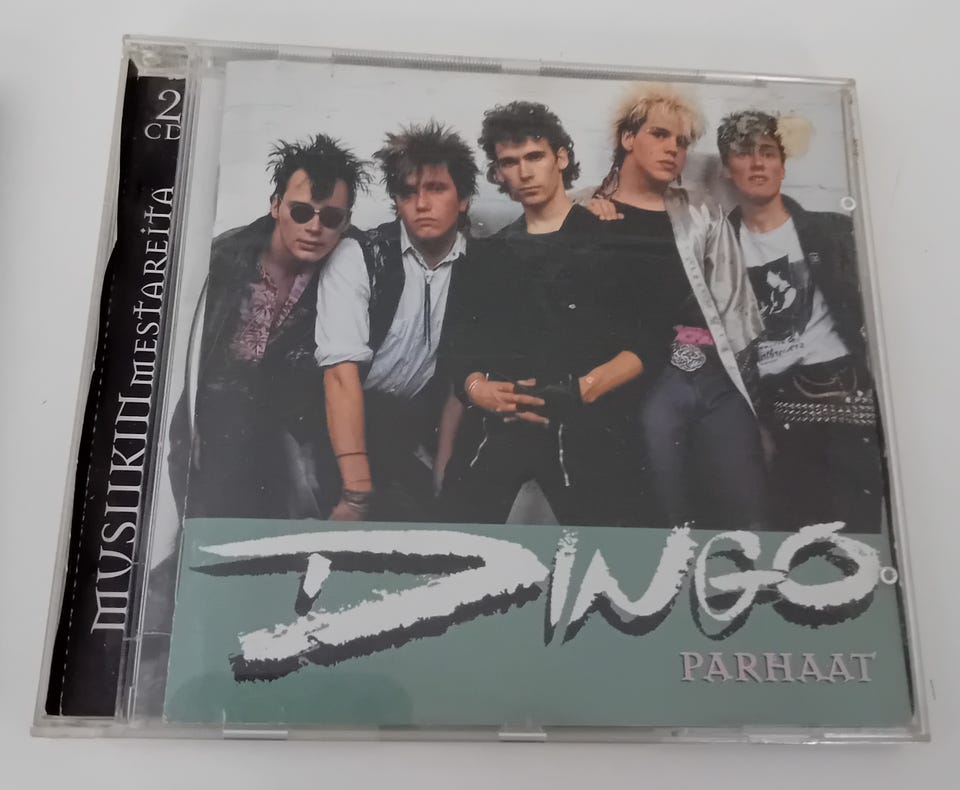 2
CD
MUSIIKIN MESTAREITA
DINGO
PARHAAT